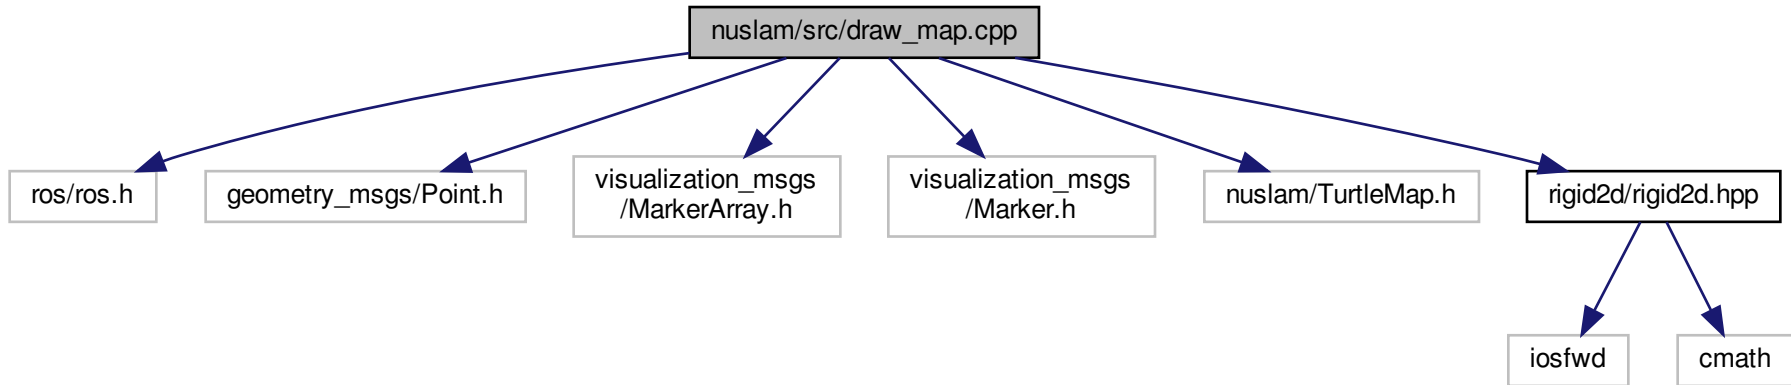 nuslam/src/draw_map.cpp
ros/ros.h
geometry_msgs/Point.h
visualization_msgs
/MarkerArray.h
visualization_msgs
/Marker.h
nuslam/TurtleMap.h
rigid2d/rigid2d.hpp
iosfwd
cmath